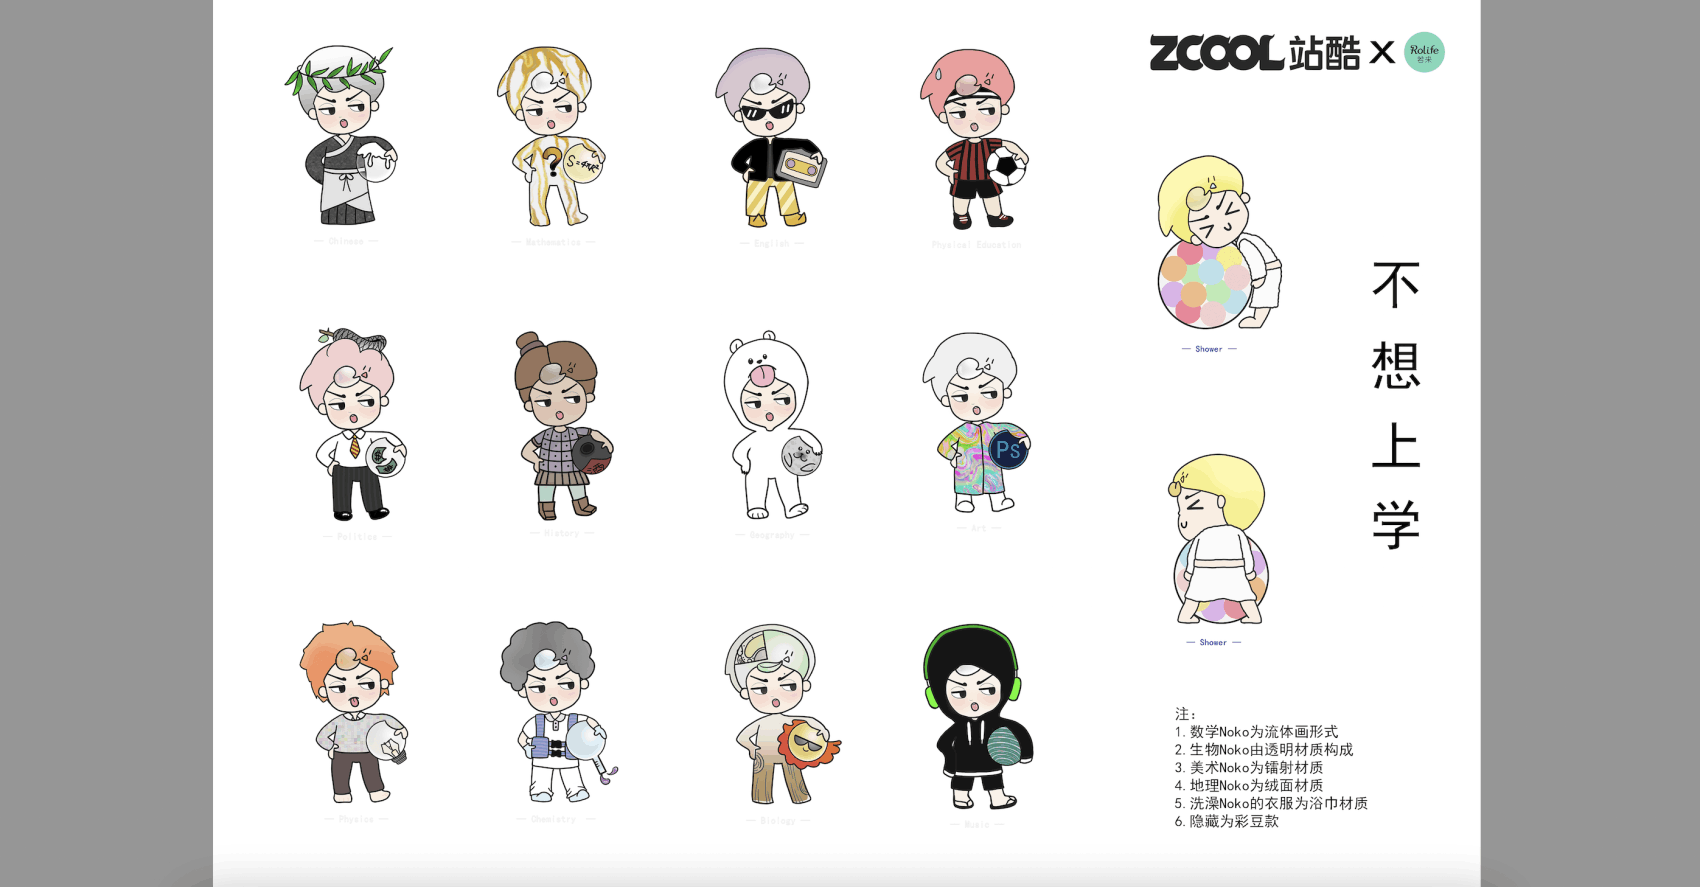 ZCOOL站酷 X Rolife 若来
S=4πR²
— Chinese —
— Mathematics —
— English —
Physical Education
— Shower —
不想上学
Ps
— Politics —
— History —
— Geography —
— Art —
— Shower —
— Physics —
— Chemistry —
— Biology —
— Music —
注:
1. 数学Noko为流体画形式
2. 生物Noko由透明材质构成
3. 美术Noko为镭射材质
4. 地理Noko为绒面材质
5. 洗澡Noko的衣服为浴巾材质
6. 隐藏为彩豆款